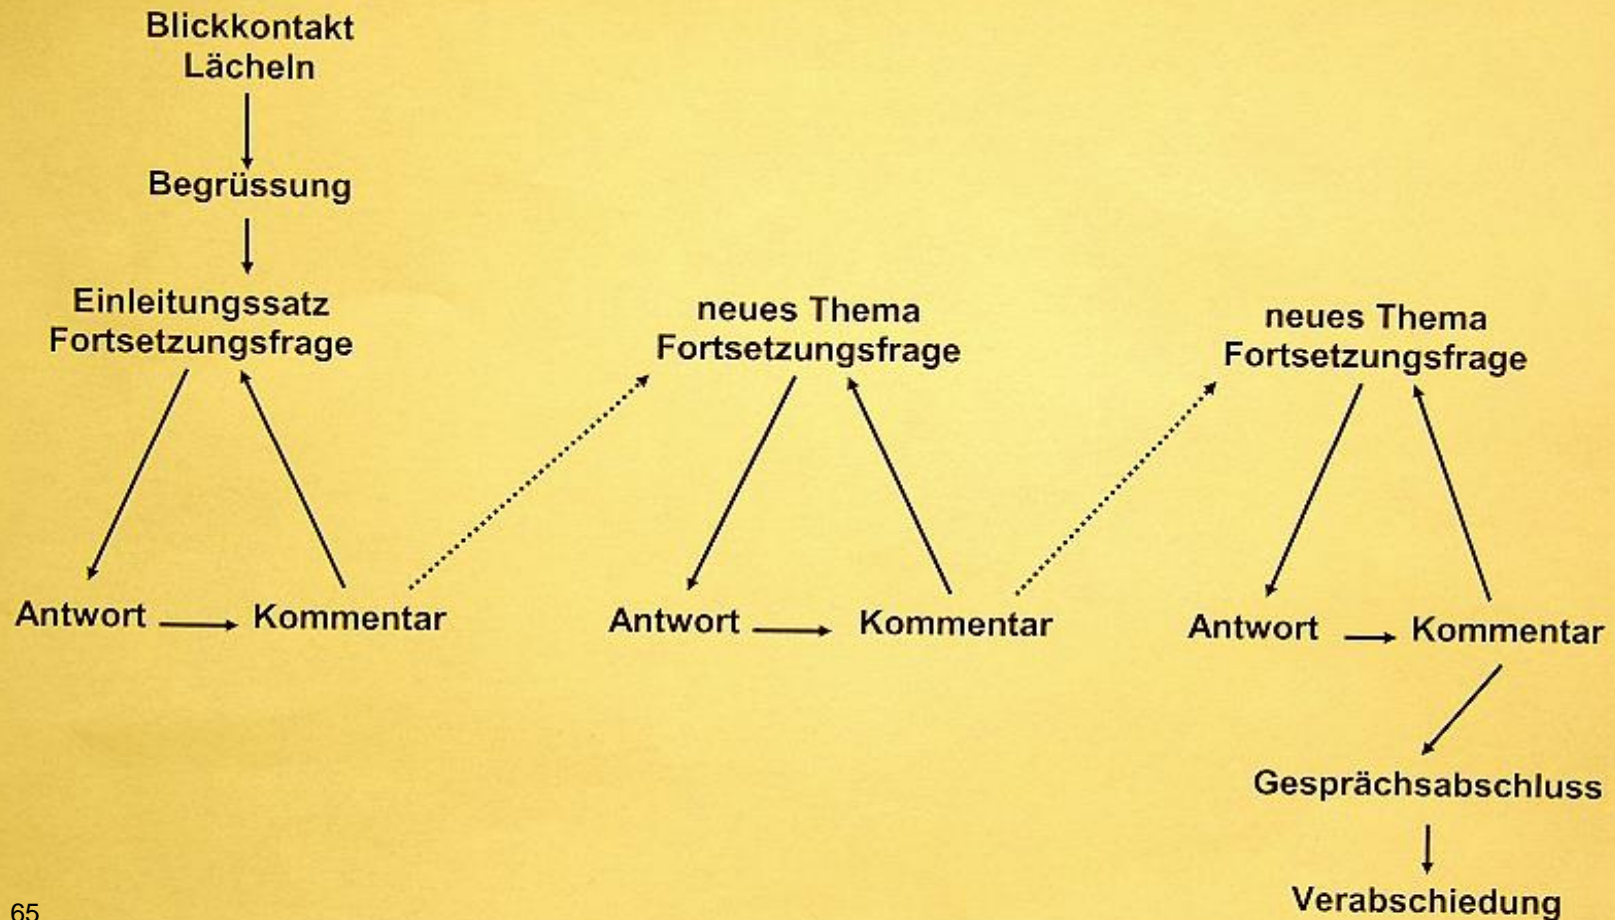 Blickkontakt
Lächeln
Begrüssung
Einleitungssatz
Fortsetzungsfrage
Antwort
Kommentar
neues Thema
Fortsetzungsfrage
Antwort
Kommentar
neues Thema
Fortsetzungsfrage
Antwort
Kommentar
Gesprächsabschluss
Verabschiedung
65